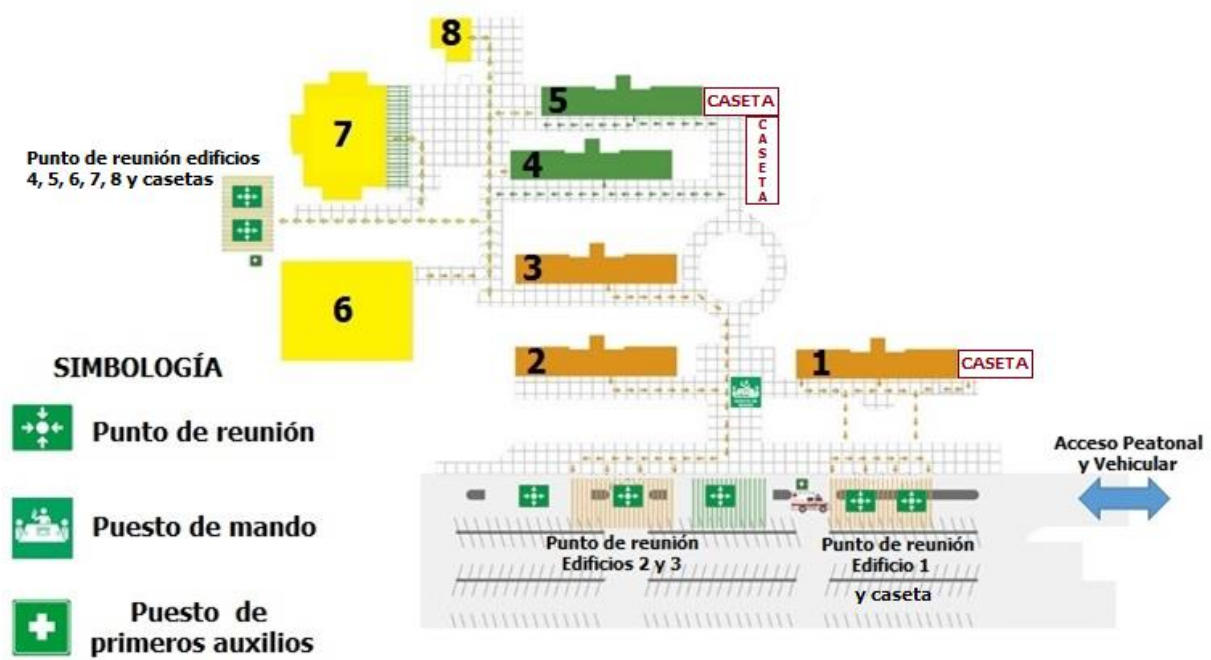 8
5
CASETA
CASETA
7
4
Punto de reunión edificios
4, 5, 6, 7, 8 y casetas
3
6
2
1
CASETA
SIMBOLOGÍA
Punto de reunión
Puesto de mando
Puesto de
primeros auxilios
Acceso Peatonal
y Vehicular
Punto de reunión
Edificios 2 y 3
Punto de reunión
Edificio 1
y caseta